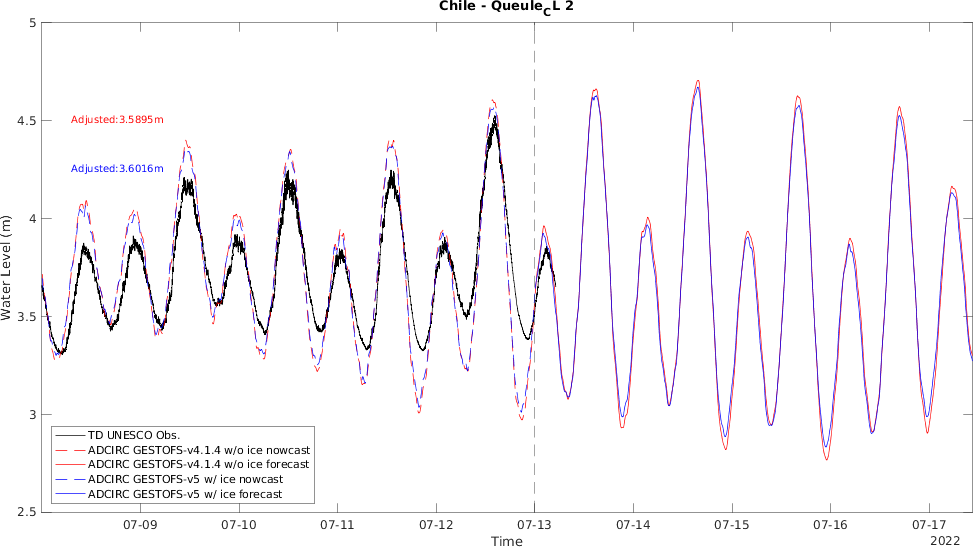 Chile - Queule_C L 2
5
4.5
4
3.5
3
2.5
Water Level (m)
Adjusted:3.5895m
Adjusted:3.6016m
TD UNESCO Obs.
ADCIRC GESTOFS-v4.1.4 w/o ice nowcast
ADCIRC GESTOFS-v4.1.4 w/o ice forecast
ADCIRC GESTOFS-v5 w/ ice nowcast
ADCIRC GESTOFS-v5 w/ ice forecast
07-09 07-10 07-11 07-12 07-13 07-14 07-15 07-16 07-17
Time
2022